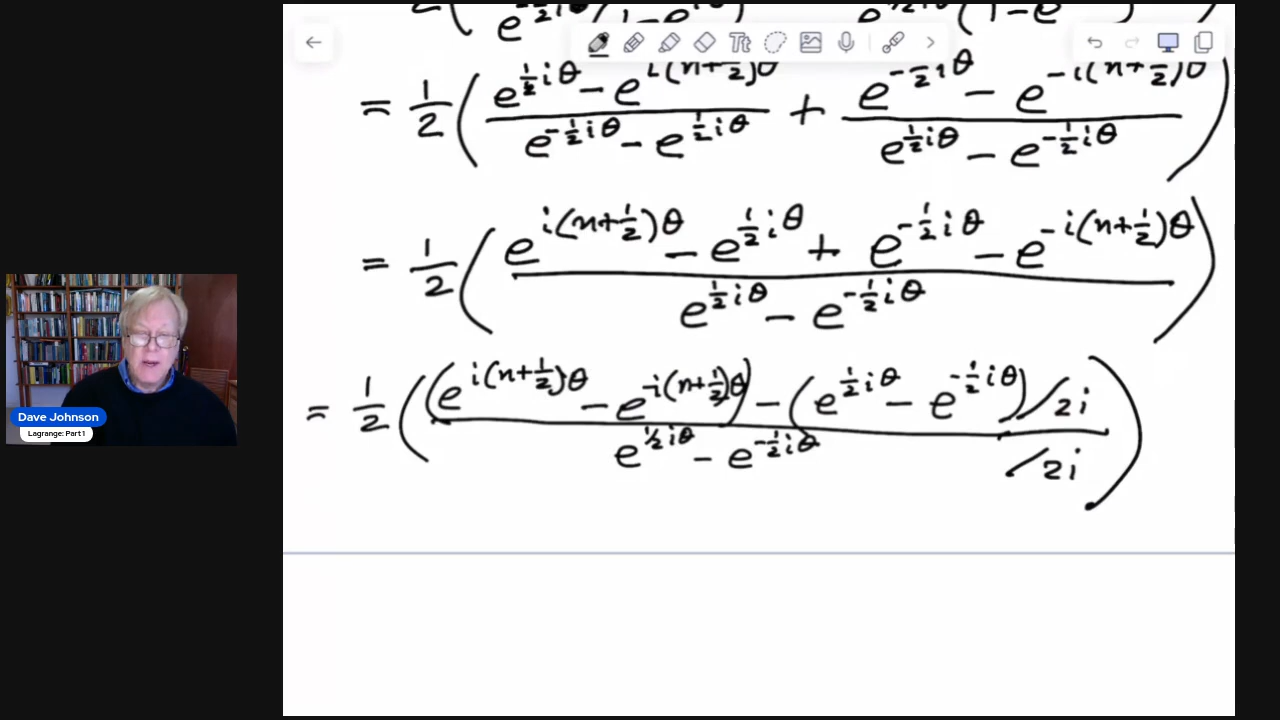 = 1/2 ( (e^{1/2 iθ} - e^{i(n+1/2)θ}) / (e^{-1/2 iθ} - e^{1/2 iθ}) + (e^{-1/2 iθ} - e^{-i(n+1/2)θ}) / (e^{1/2 iθ} - e^{-1/2 iθ}) )
= 1/2 ( (e^{i(n+1/2)θ} - e^{1/2 iθ} + e^{-1/2 iθ} - e^{-i(n+1/2)θ}) / (e^{1/2 iθ} - e^{-1/2 iθ}) )
= 1/2 ( ((e^{i(n+1/2)θ} - e^{-i(n+1/2)θ}) - (e^{1/2 iθ} - e^{-1/2 iθ}) /2i) / (e^{1/2 iθ} - e^{-1/2 iθ} /2i) )
Dave Johnson
Lagrange: Part 1